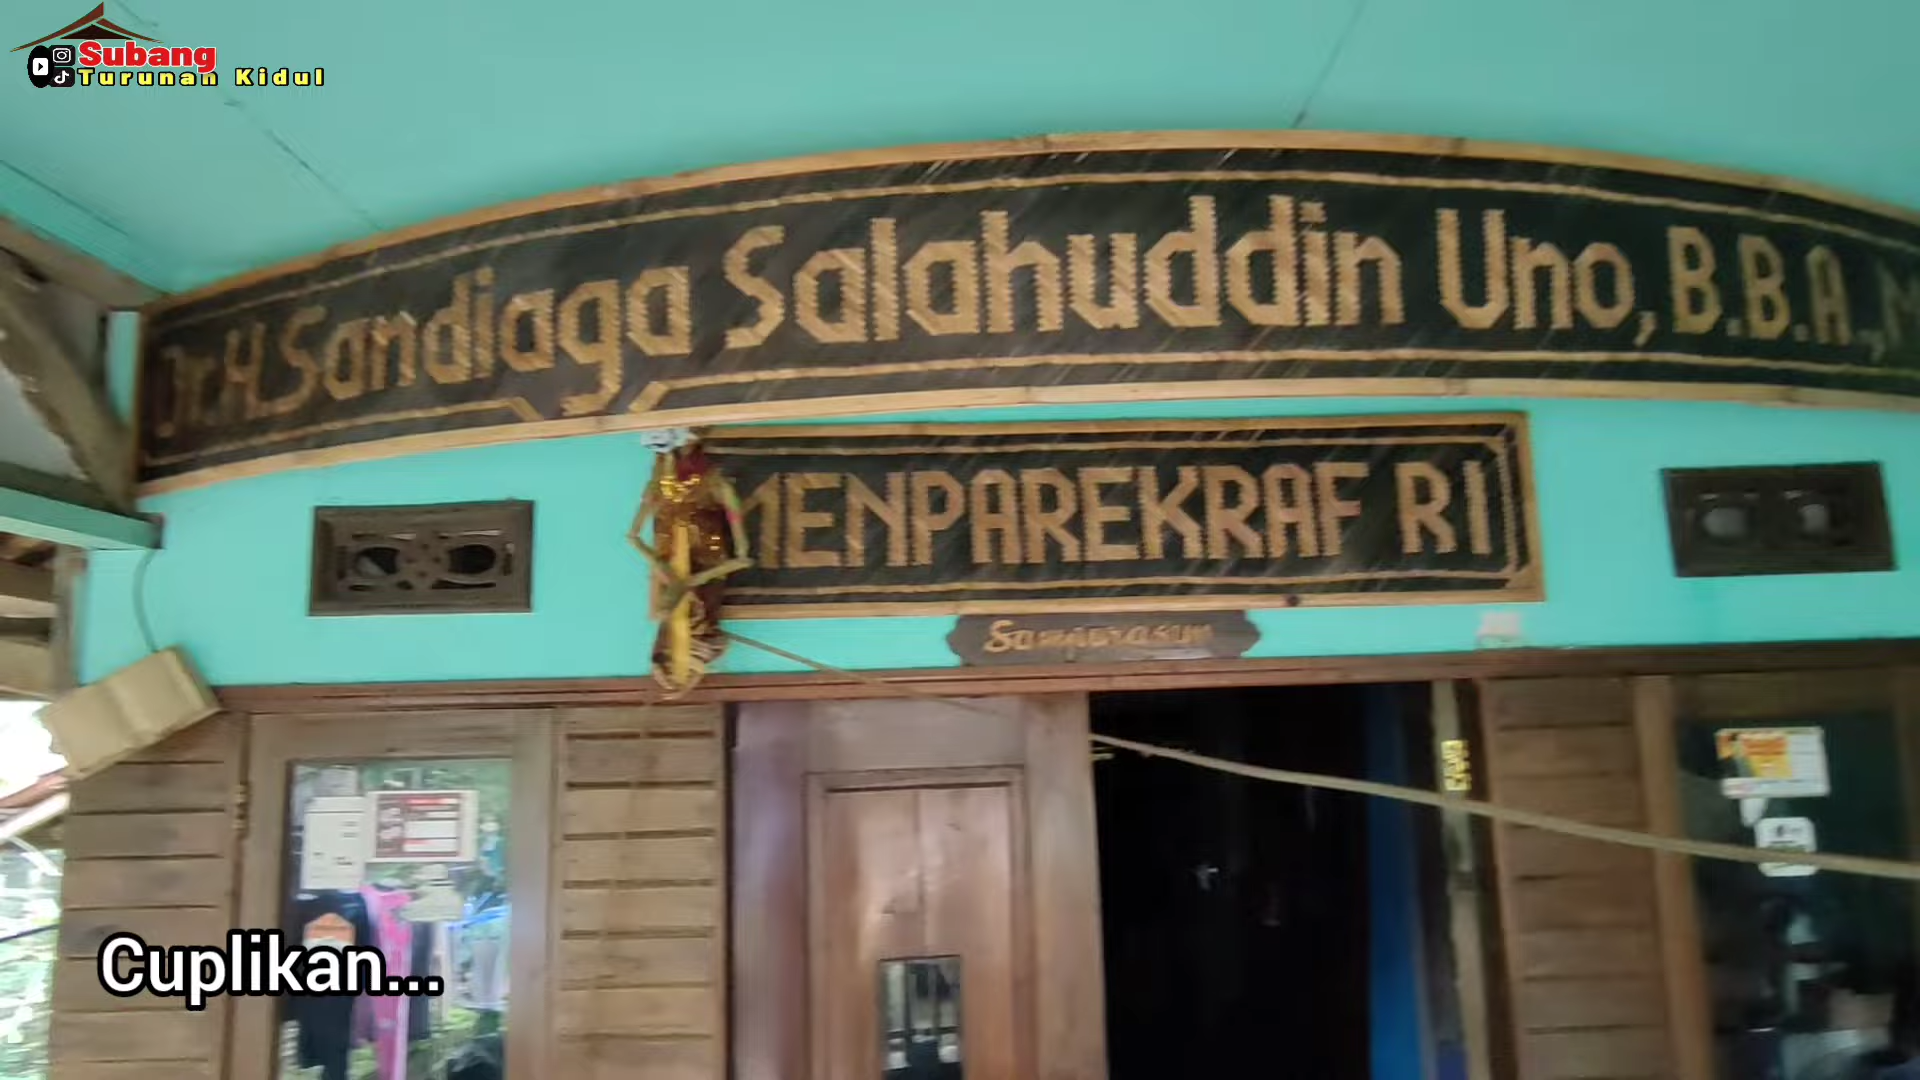 Subang
Turunan Kidul
Dr. H. Sandiaga Salahuddin Uno, B.B.A., M
MENPAREKRAF RI
Sampurasun
Cuplikan...